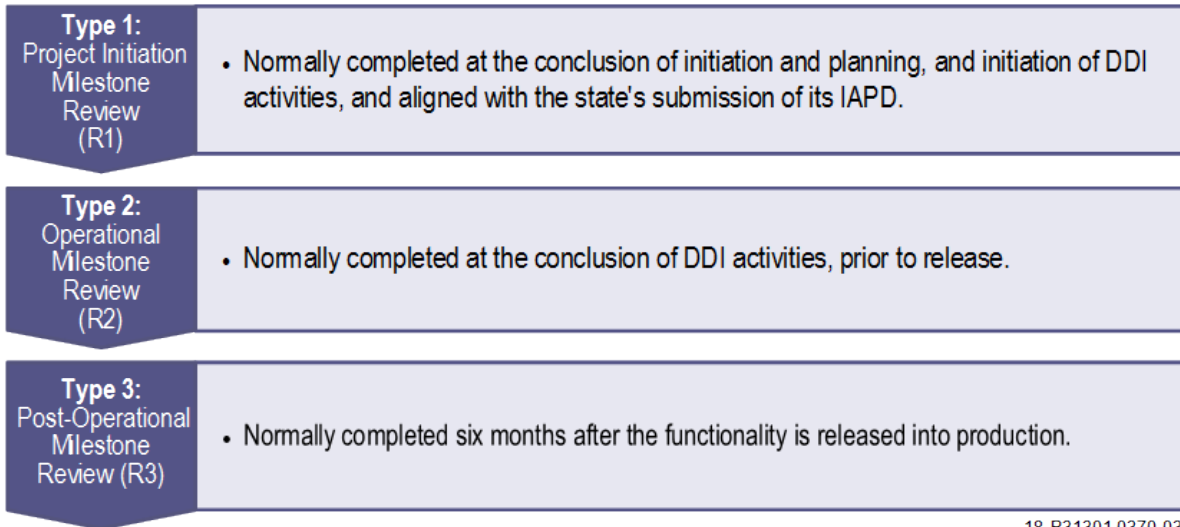 Type 1:
Project Initiation
Milestone
Review
(R1)
• Normally completed at the conclusion of initiation and planning, and initiation of DDI
activities, and aligned with the state's submission of its IAPD.
Type 2:
Operational
Milestone
Review
(R2)
• Normally completed at the conclusion of DDI activities, prior to release.
Type 3:
Post-Operational
Milestone
Review (R3)
• Normally completed six months after the functionality is released into production.